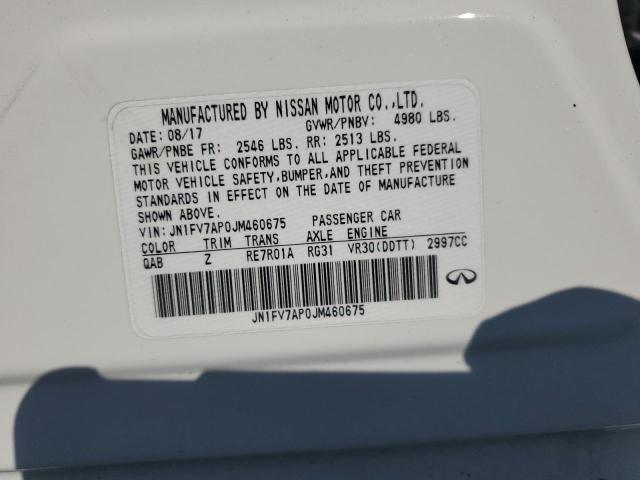 MANUFACTURED BY NISSAN MOTOR CO.,LTD.
DATE: 08/17 GVWR/PNBV: 4980 LBS.
GAWR/PNBE FR: 2546 LBS. RR: 2513 LBS.
THIS VEHICLE CONFORMS TO ALL APPLICABLE FEDERAL
MOTOR VEHICLE SAFETY, BUMPER,AND THEFT PREVENTION
STANDARDS IN EFFECT ON THE DATE OF MANUFACTURE
SHOWN ABOVE.
VIN: JN1FV7AP0JM460675 PASSENGER CAR
COLOR TRIM TRANS AXLE ENGINE
QAB Z RE7R01A RG31 VR30(DDTT) 2997CC
JN1FV7AP0JM460675